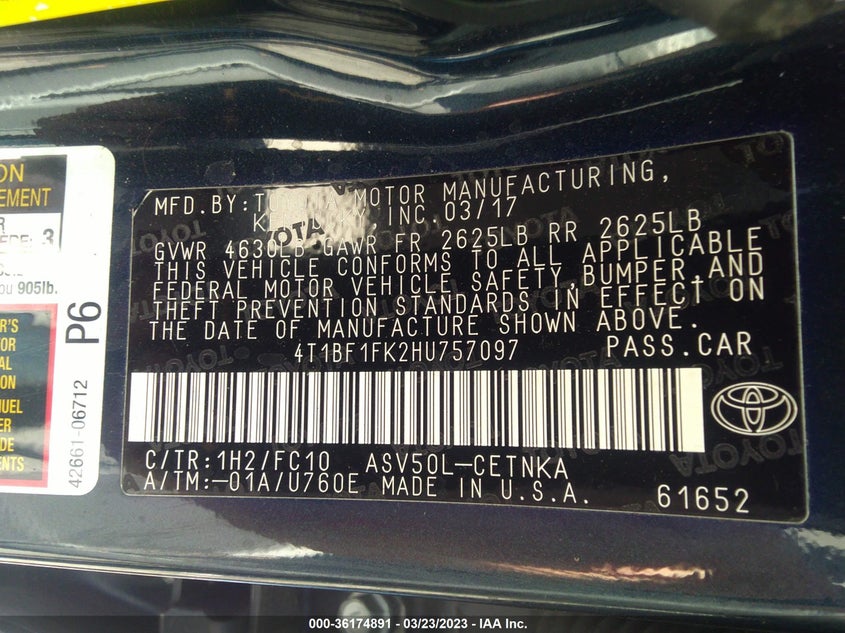 MFD.BY: MOTOR MANUFACTURING,
INC. 03/17
GVWR 4630LB GAWR FR 2625LB RR 2625LB
THIS VEHICLE CONFORMS TO ALL APPLICABLE
FEDERAL MOTOR VEHICLE SAFETY,BUMPER,AND
THEFT PREVENTION STANDARDS IN EFFECT ON
THE DATE OF MANUFACTURE SHOWN ABOVE.
4T1BF1FK2HU757097 PASS.CAR
C/TR:1H2/FC10 ASV50L–CETNKA
A/TM:–01A/U760E MADE IN U.S.A. 61652
P6
42661-06712
905lb.
000-36174891 — 03/23/2023 — IAA Inc.